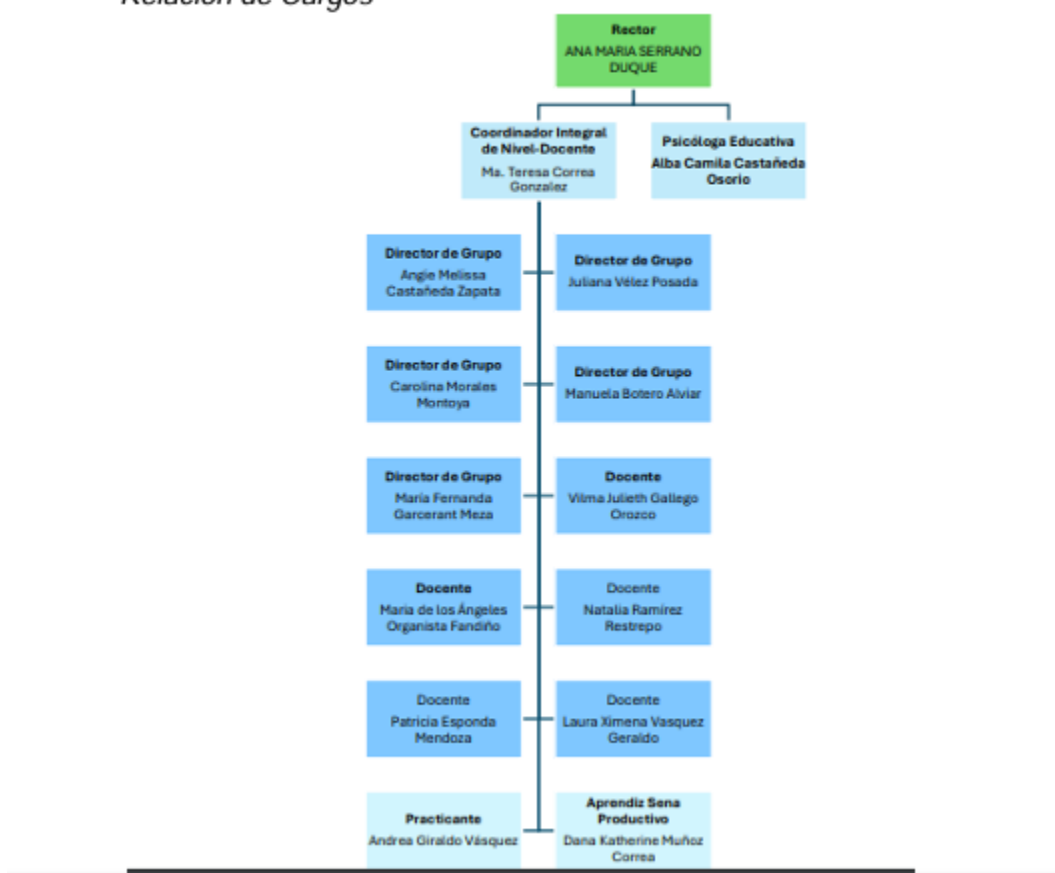 Relación de Cargos
Rector
ANA MARIA SERRANO
DUQUE
Coordinador Integral
de Nivel-Docente
Ma. Teresa Correa
Gonzalez
Psicóloga Educativa
Alba Camila Castañeda
Osorio
Director de Grupo
Angie Melissa
Castañeda Zapata
Director de Grupo
Juliana Vélez Posada
Director de Grupo
Carolina Morales
Montoya
Director de Grupo
Manuela Botero Alviar
Director de Grupo
María Fernanda
Garcerant Meza
Docente
Vilma Julieth Gallego
Orozco
Docente
Maria de los Ángeles
Organista Fandiño
Docente
Natalia Ramírez
Restrepo
Docente
Patricia Esponda
Mendoza
Docente
Laura Ximena Vasquez
Geraldo
Practicante
Andrea Giraldo Vásquez
Aprendiz Sena
Productivo
Dana Katherine Muñoz
Correa